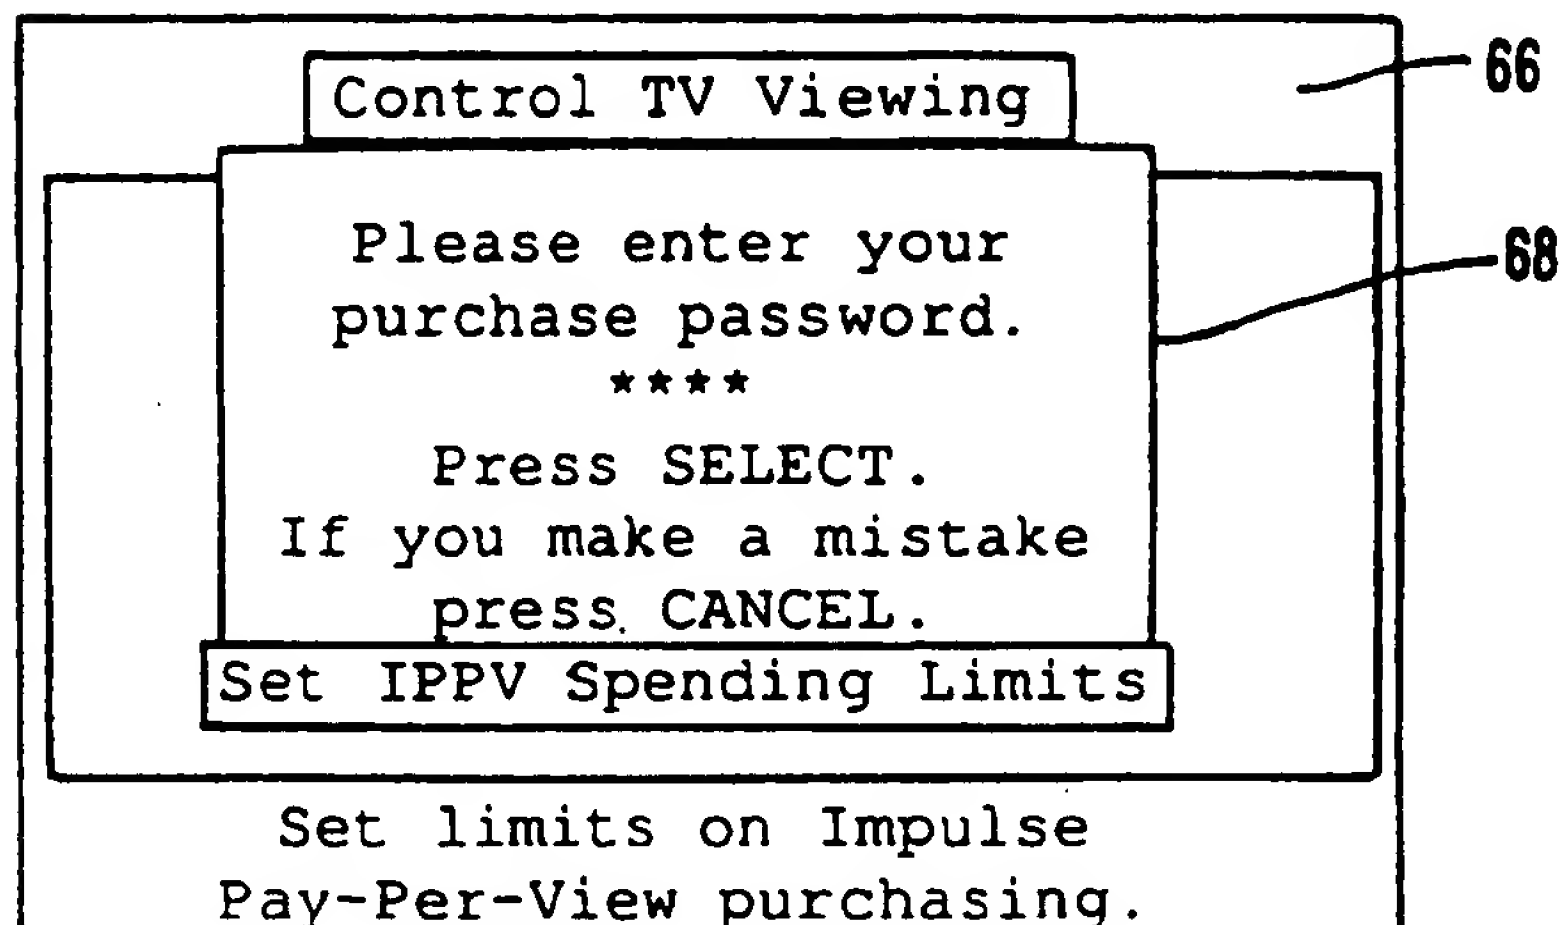 Control TV Viewing
66
Please enter your
68
purchase password.
****
Press SELECT.
If you make a mistake
press CANCEL.
Set IPPV Spending Limits
Set limits on Impulse
Pay-Per-View purchasing.